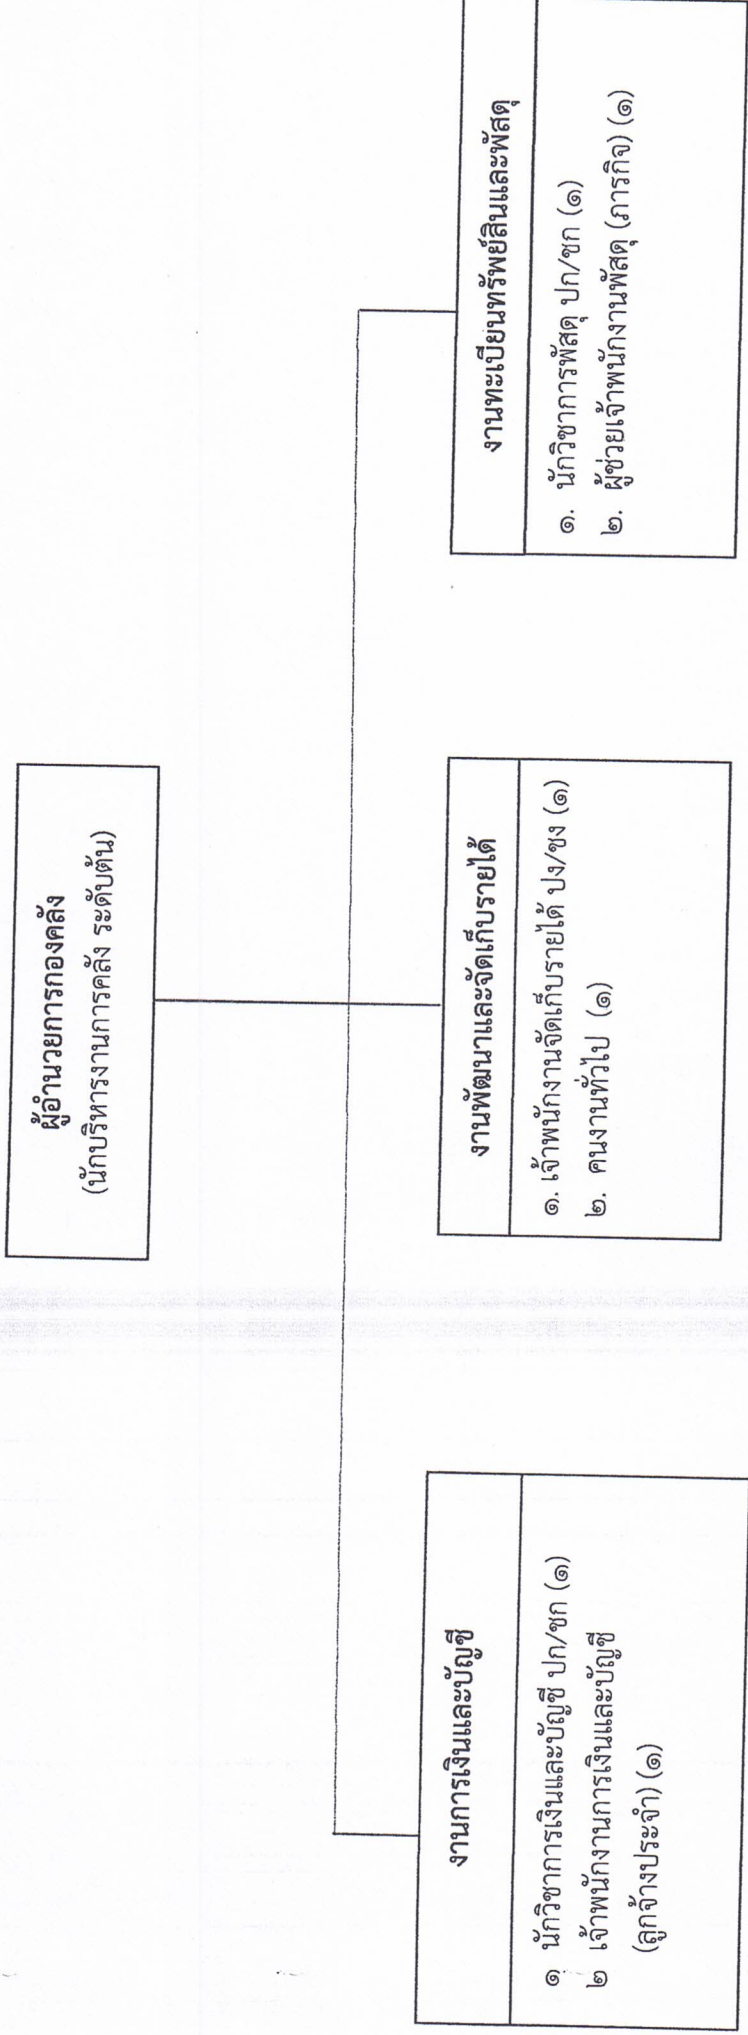 ผู้อำนวยการกองคลัง
(นักบริหารงานการคลัง ระดับต้น)
งานการเงินและบัญชี
๑ นักวิชาการเงินและบัญชี ปก/ชก (๑)
๒ เจ้าพนักงานการเงินและบัญชี
(ลูกจ้างประจำ) (๑)
งานพัฒนาและจัดเก็บรายได้
๑. เจ้าพนักงานจัดเก็บรายได้ ปง/ชง (๑)
๒. คนงานทั่วไป (๑)
งานทะเบียนทรัพย์สินและพัสดุ
๑. นักวิชาการพัสดุ ปก/ชก (๑)
๒. ผู้ช่วยเจ้าพนักงานพัสดุ (ภารกิจ) (๑)